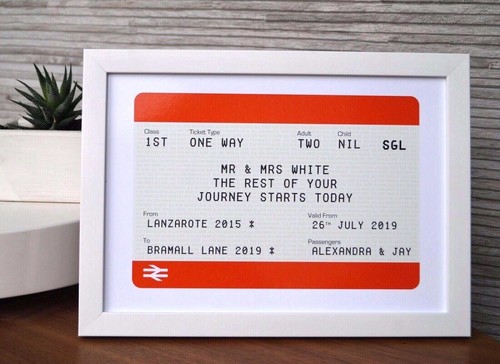 Class Ticket Type Adult Child
1ST ONE WAY TWO NIL SGL
MR & MRS WHITE
THE REST OF YOUR
JOURNEY STARTS TODAY
From Valid From
LANZAROTE 2015 * 26TH JULY 2019
To Passengers
BRAMALL LANE 2019 * ALEXANDRA & JAY